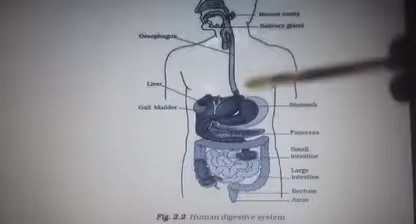 Buccal cavity
Salivary gland
Oesophagus
Liver
Gall bladder
Stomach
Pancreas
Small
intestine
Large
intestine
Rectum
Anus
Fig. 2.2 Human digestive system